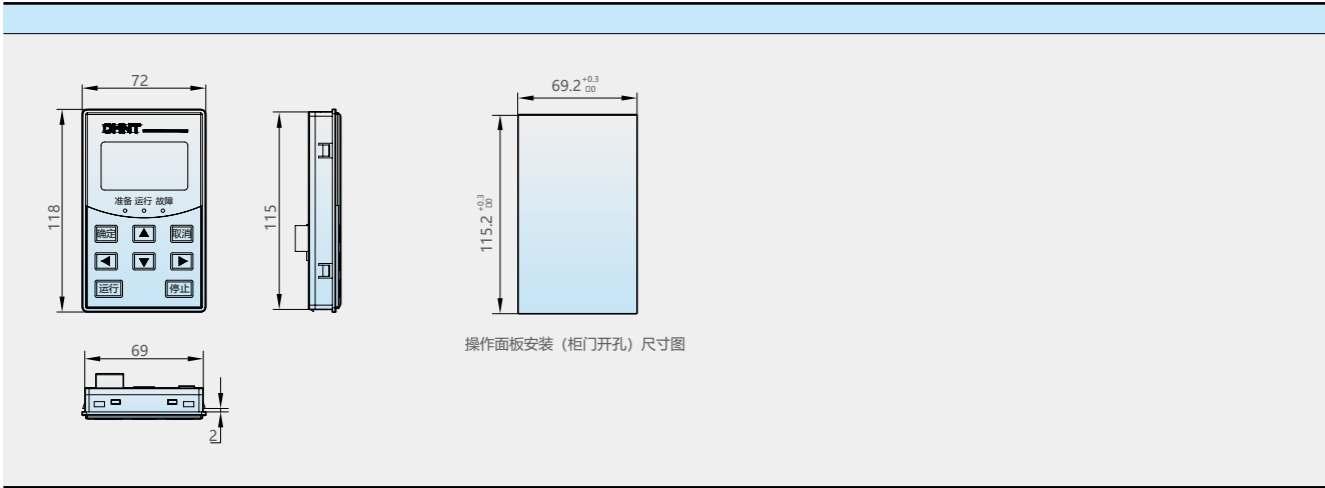 72
CHNT
准备 运行 故障
确定
取消
运行
停止
118
115
69.2 +0.3 □0
115.2 +0.3 □0
操作面板安装（柜门开孔）尺寸图
69
2